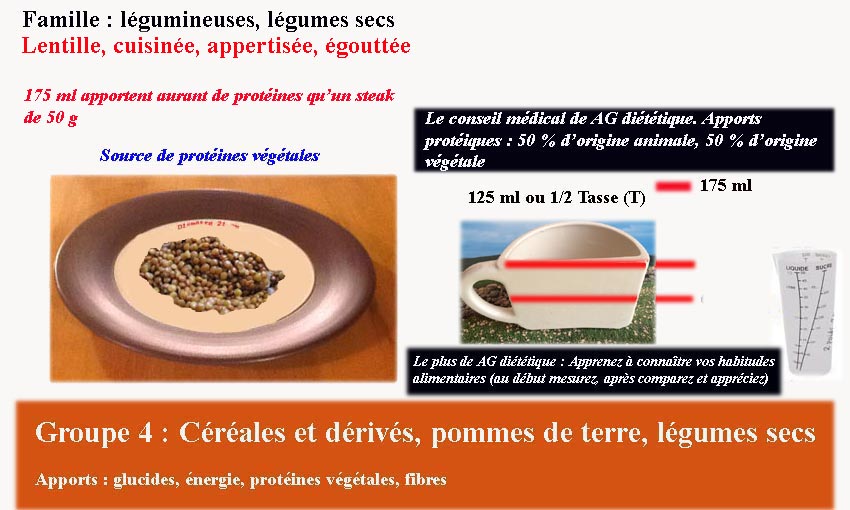 Famille : légumineuses, légumes secs
Lentille, cuisinée, appertisée, égouttée
175 ml apportent aurant de protéines qu’un steak
de 50 g
Source de protéines végétales
Le conseil médical de AG diététique. Apports
protéiques : 50 % d’origine animale, 50 % d’origine
végétale
125 ml ou 1/2 Tasse (T)
175 ml
LIQUIDE SUCRE
Le plus de AG diététique : Apprenez à connaître vos habitudes
alimentaires (au début mesurez, après comparez et appréciez)
Groupe 4 : Céréales et dérivés, pommes de terre, légumes secs
Apports : glucides, énergie, protéines végétales, fibres